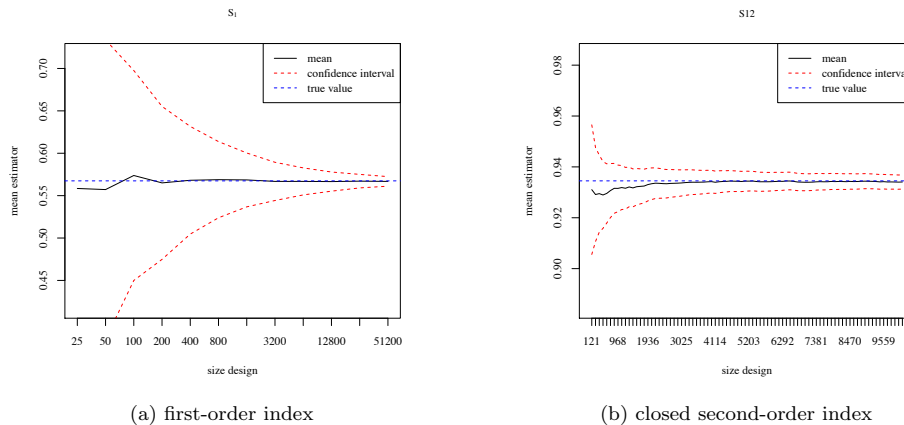 S₁
mean
confidence interval
true value
mean estimator
0.70
0.65
0.60
0.55
0.50
0.45
25 50 100 200 400 800 3200 12800 51200
size design
(a) first-order index
S12
mean
confidence interval
true value
mean estimator
0.98
0.96
0.94
0.92
0.90
121 968 1936 3025 4114 5203 6292 7381 8470 9559
size design
(b) closed second-order index